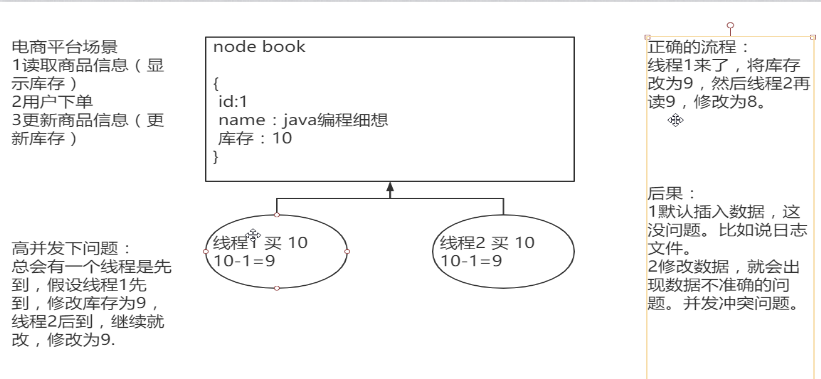 电商平台场景
1读取商品信息（显
示库存）
2用户下单
3更新商品信息（更
新库存）
高并发下问题：
总会有一个线程是先
到，假设线程1先
到，修改库存为9，
线程2后到，继续就
改，修改为9.
node book
{
id:1
name：java编程细想
库存：10
}
线程1 买 10
10-1=9
线程2 买 10
10-1=9
正确的流程：
线程1来了，将库存
改为9，然后线程2再
读9，修改为8。
后果：
1默认插入数据，这
没问题。比如说日志
文件。
2修改数据，就会出
现数据不准确的问
题。并发冲突问题。